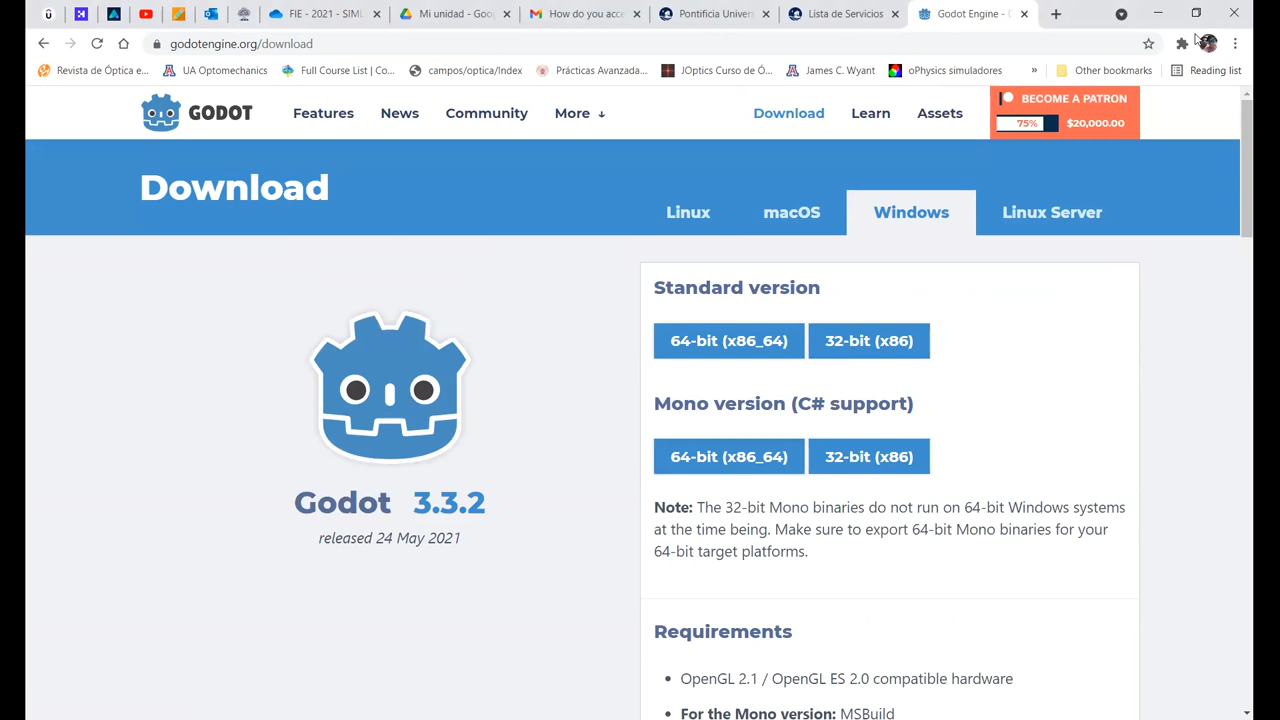 FIE - 2021 - SIMU
Mi unidad - Goo
How do you acce
Pontificia Univer
Lista de servicios
Godot Engine - (
godotengine.org/download
Revista de Óptica e...
UA Optomechanics
Full Course List | Co...
campos/optica/Index
Prácticas Avanzada...
JOptics Curso de Ó...
James C. Wyant
oPhysics simuladores
»
Other bookmarks
Reading list
GODOT
Features
News
Community
More ↓
Download
Learn
Assets
BECOME A PATRON
75%
$20,000.00
Download
Linux
macOS
Windows
Linux Server
Standard version
64-bit (x86_64)
32-bit (x86)
Mono version (C# support)
64-bit (x86_64)
32-bit (x86)
Note: The 32-bit Mono binaries do not run on 64-bit Windows systems
at the time being. Make sure to export 64-bit Mono binaries for your
64-bit target platforms.
Godot 3.3.2
released 24 May 2021
Requirements
• OpenGL 2.1 / OpenGL ES 2.0 compatible hardware
• For the Mono version: MSBuild